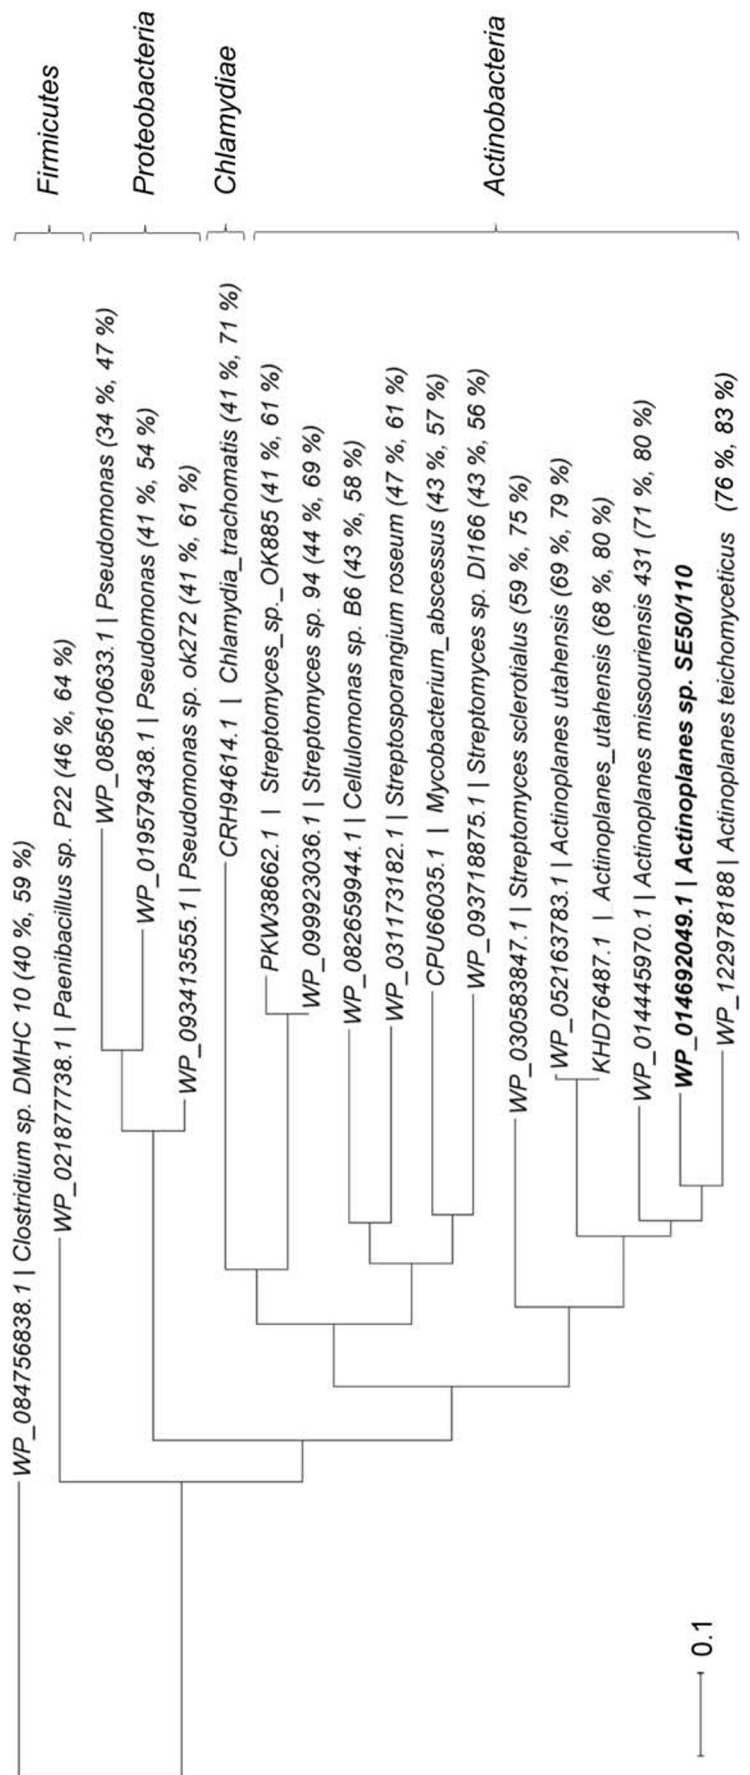 WP_084756838.1 | Clostridium sp. DMHC 10 (40 %, 59 %)
WP_021877738.1 | Paenibacillus sp. P22 (46 %, 64 %)
WP_085610633.1 | Pseudomonas (34 %, 47 %)
WP_019579438.1 | Pseudomonas (41 %, 54 %)
WP_093413555.1 | Pseudomonas sp. ok272 (41 %, 61 %)
CRH94614.1 | Chlamydia_trachomatis (41 %, 71 %)
PKW38662.1 | Streptomyces_sp._OK885 (41 %, 61 %)
WP_099923036.1 | Streptomyces sp. 94 (44 %, 69 %)
WP_082659944.1 | Cellulomonas sp. B6 (43 %, 58 %)
WP_031173182.1 | Streptosporangium roseum (47 %, 61 %)
CPU66035.1 | Mycobacterium_abscessus (43 %, 57 %)
WP_093718875.1 | Streptomyces sp. DI166 (43 %, 56 %)
WP_030583847.1 | Streptomyces sclerotialus (59 %, 75 %)
WP_052163783.1 | Actinoplanes utahensis (69 %, 79 %)
KHD76487.1 | Actinoplanes_utahensis (68 %, 80 %)
WP_014445970.1 | Actinoplanes missouriensis 431 (71 %, 80 %)
WP_014692049.1 | Actinoplanes sp. SE50/110
WP_122978188 | Actinoplanes teichomyceticus (76 %, 83 %)
Firmicutes
Proteobacteria
Chlamydiae
Actinobacteria
0.1